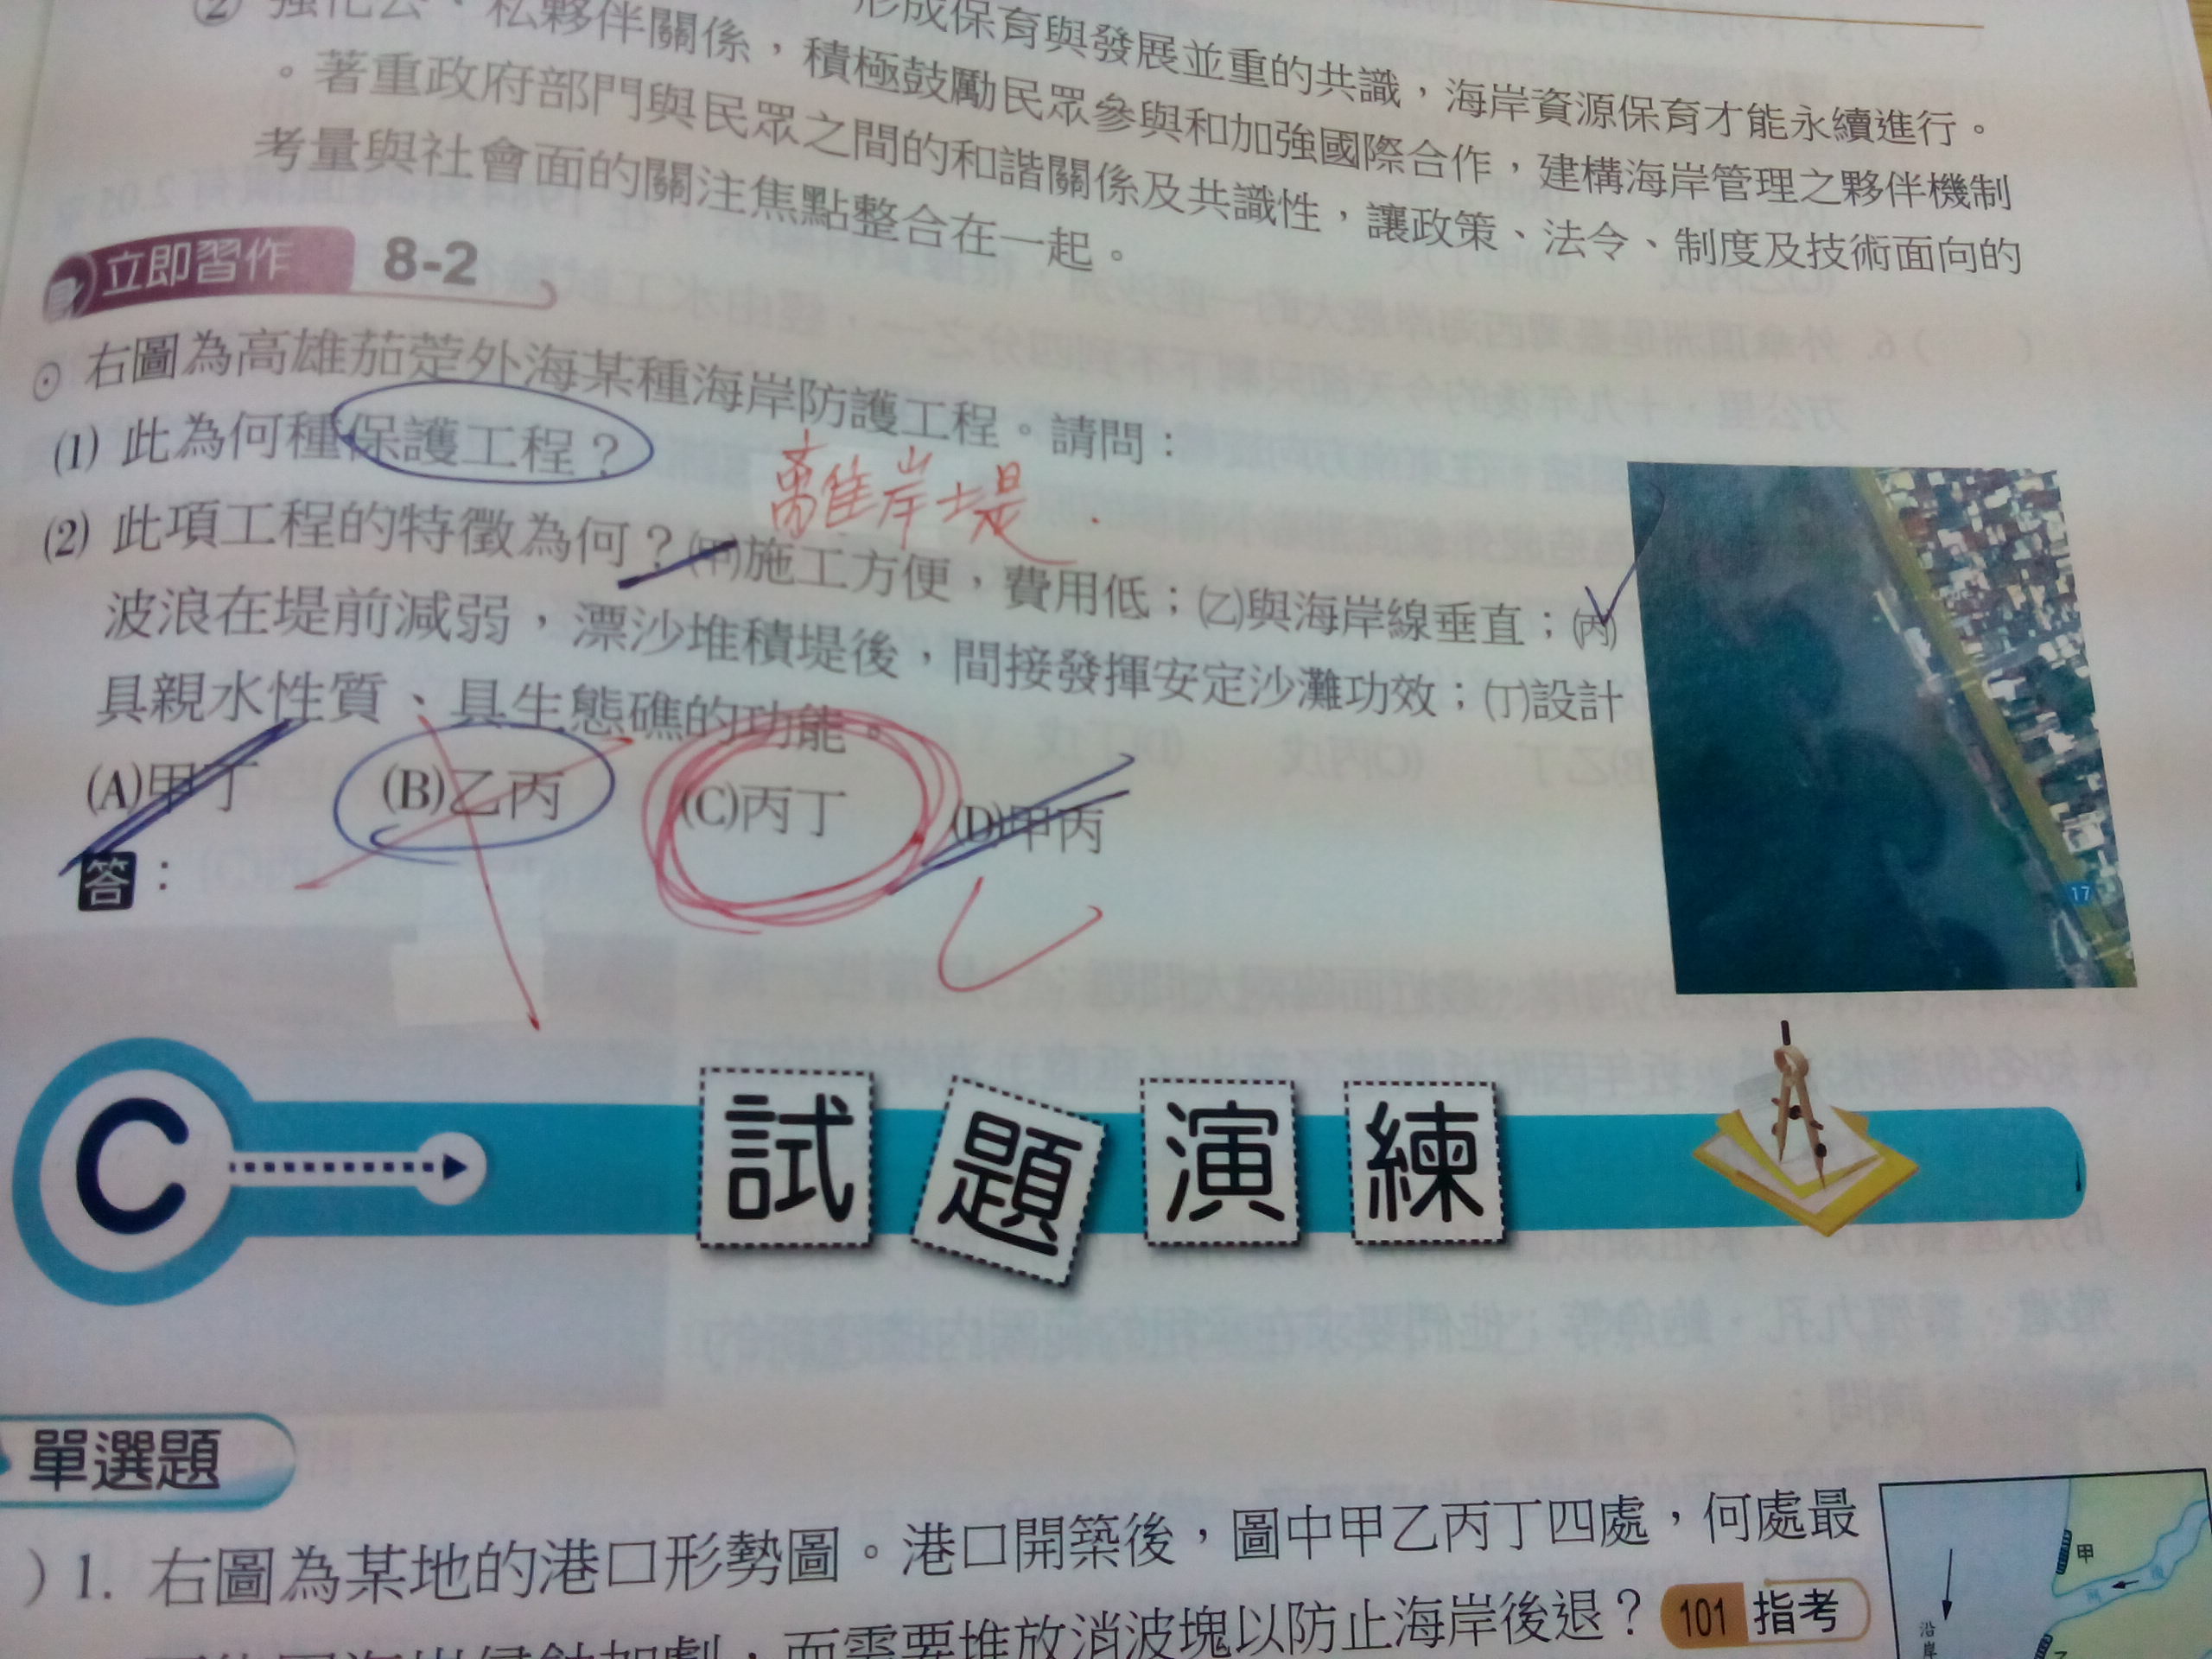 ② 強化公、私夥伴關係，積極鼓勵民眾參與和加強國際合作，建構海岸管理之夥伴機制
形成保育與發展並重的共識，海岸資源保育才能永續進行。
。著重政府部門與民眾之間的和諧關係及共識性，讓政策、法令、制度及技術面向的
考量與社會面的關注焦點整合在一起。
立即習作 8-2
⊙ 右圖為高雄茄萣外海某種海岸防護工程。請問：
(1) 此為何種保護工程？
離岸堤.
(2) 此項工程的特徵為何？(甲)施工方便，費用低；(乙)與海岸線垂直；(丙)
波浪在堤前減弱，漂沙堆積堤後，間接發揮安定沙灘功效；(丁)設計
具親水性質、具生態礁的功能。
(A)甲丁 (B)乙丙 (C)丙丁 (D)甲丙
答：
17
C 試題演練
單選題
)1. 右圖為某地的港口形勢圖。港口開築後，圖中甲乙丙丁四處，何處最
而需要堆放消波塊以防止海岸後退？ 101 指考
甲
沿
岸
乙